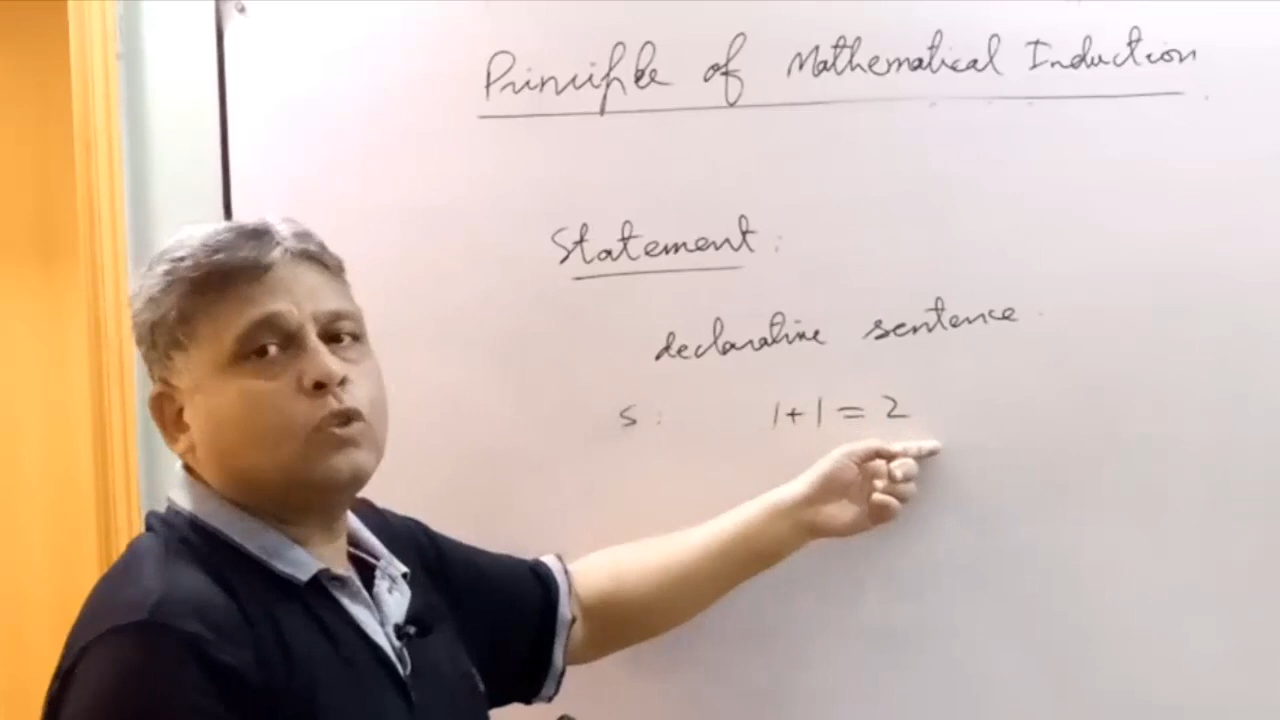 Principle of Mathematical Induction
Statement:
declarative sentence.
S: 1+1=2